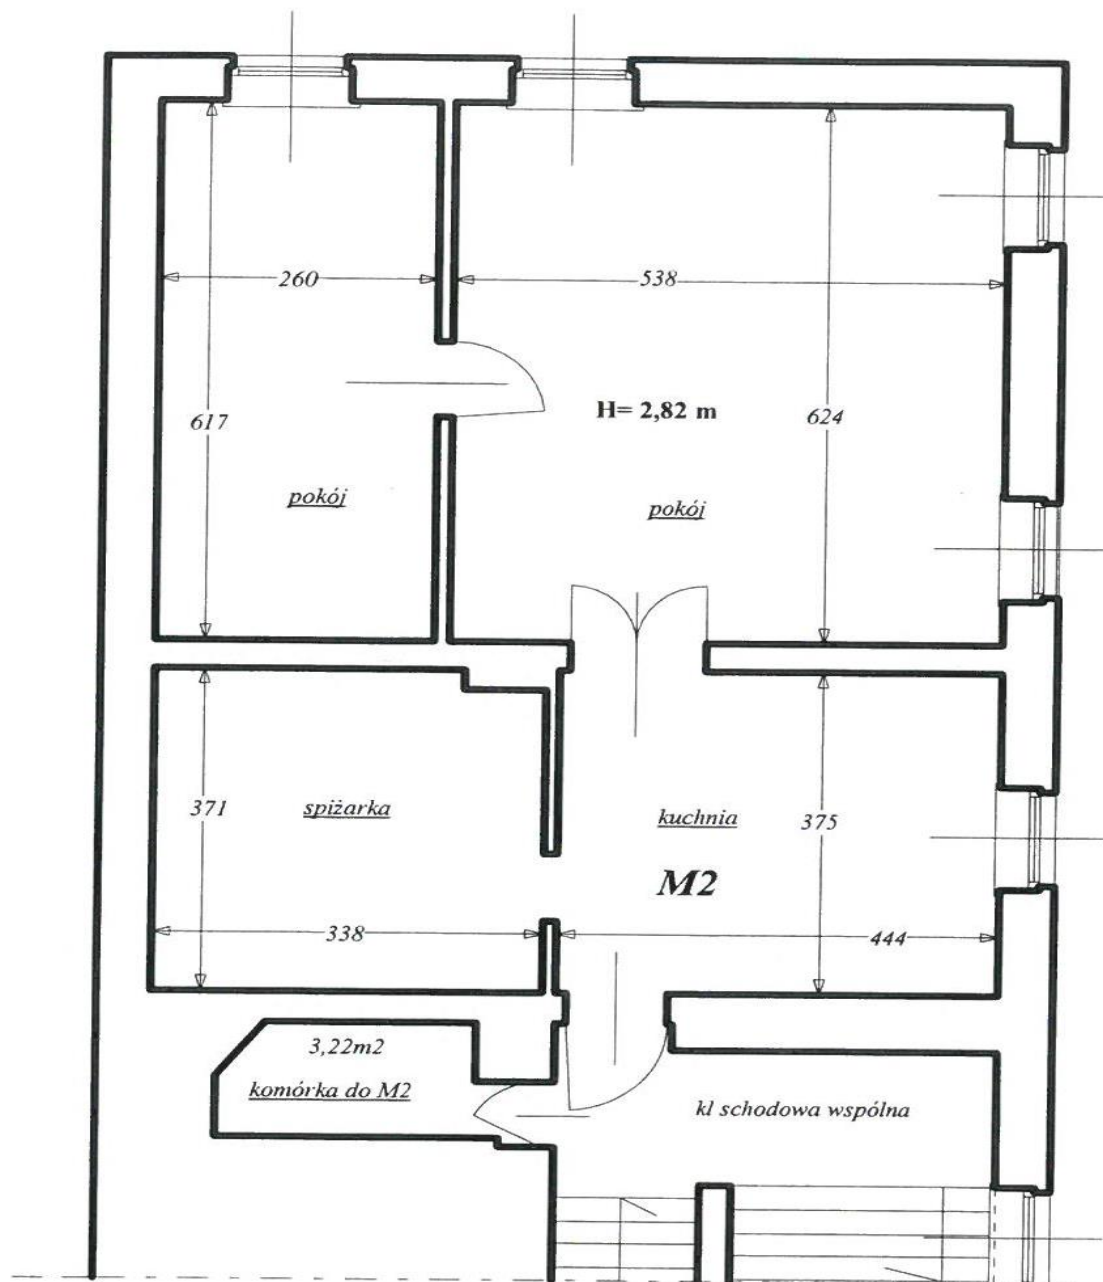 260
538
617
H= 2,82 m
624
pokój
pokój
371
spiżarka
kuchnia
375
M2
338
444
3,22m2
komórka do M2
kl schodowa wspólna